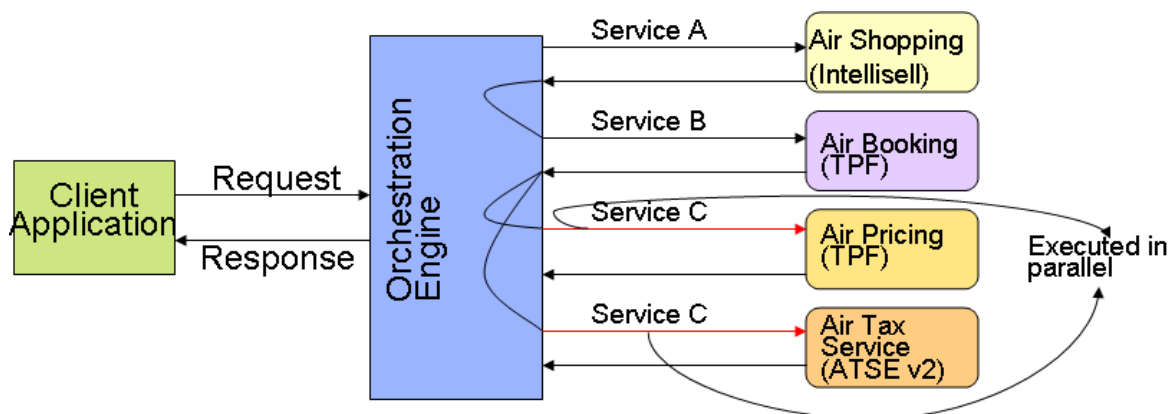 Service A
Air Shopping
(Intellisell)
Service B
Air Booking
(TPF)
Client
Application
Request
Response
Orchestration
Engine
Service C
Air Pricing
(TPF)
Executed in
parallel
Service C
Air Tax
Service
(ATSE v2)